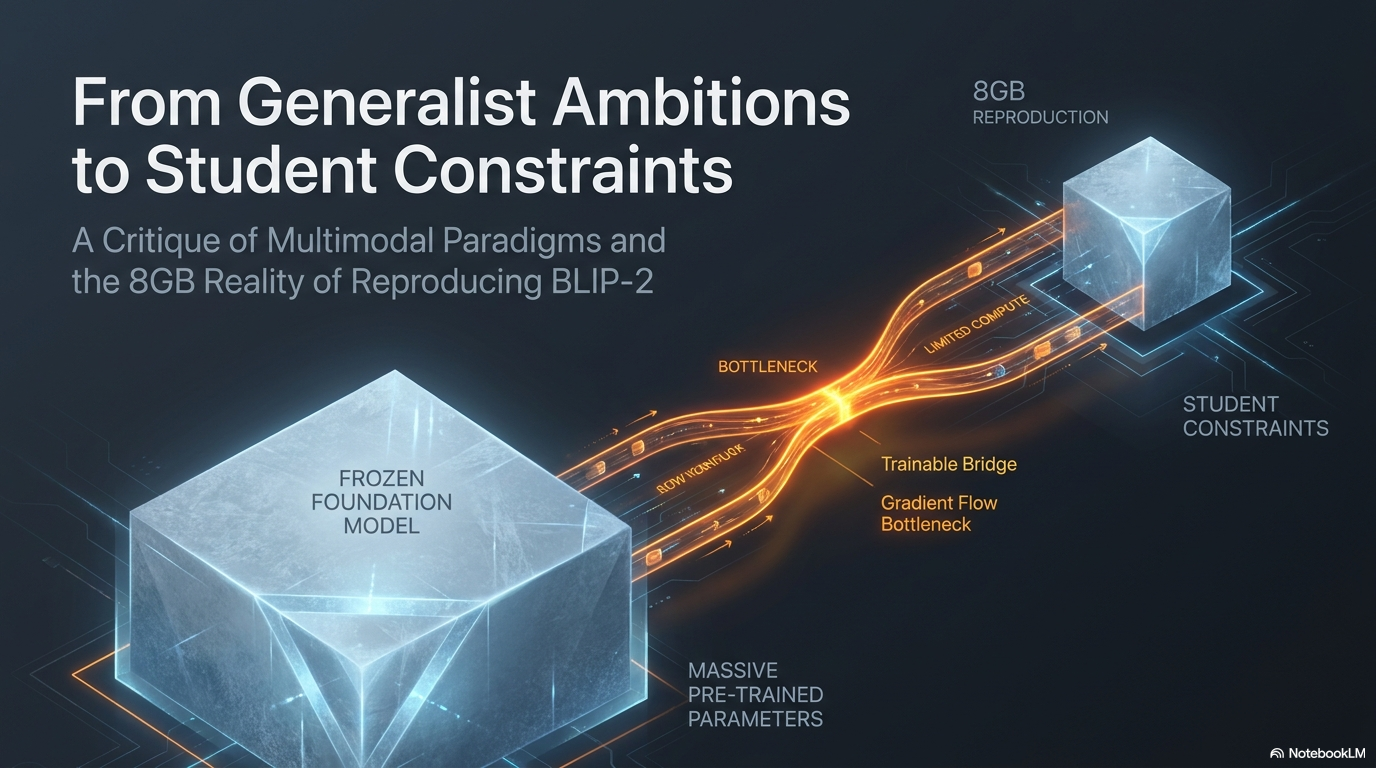 From Generalist Ambitions
to Student Constraints
A Critique of Multimodal Paradigms and
the 8GB Reality of Reproducing BLIP-2
8GB
REPRODUCTION
LIMITED COMPUTE
BOTTLENECK
STUDENT
CONSTRAINTS
Trainable Bridge
Gradient Flow
Bottleneck
FROZEN
FOUNDATION
MODEL
MASSIVE
PRE-TRAINED
PARAMETERS
NotebookLM